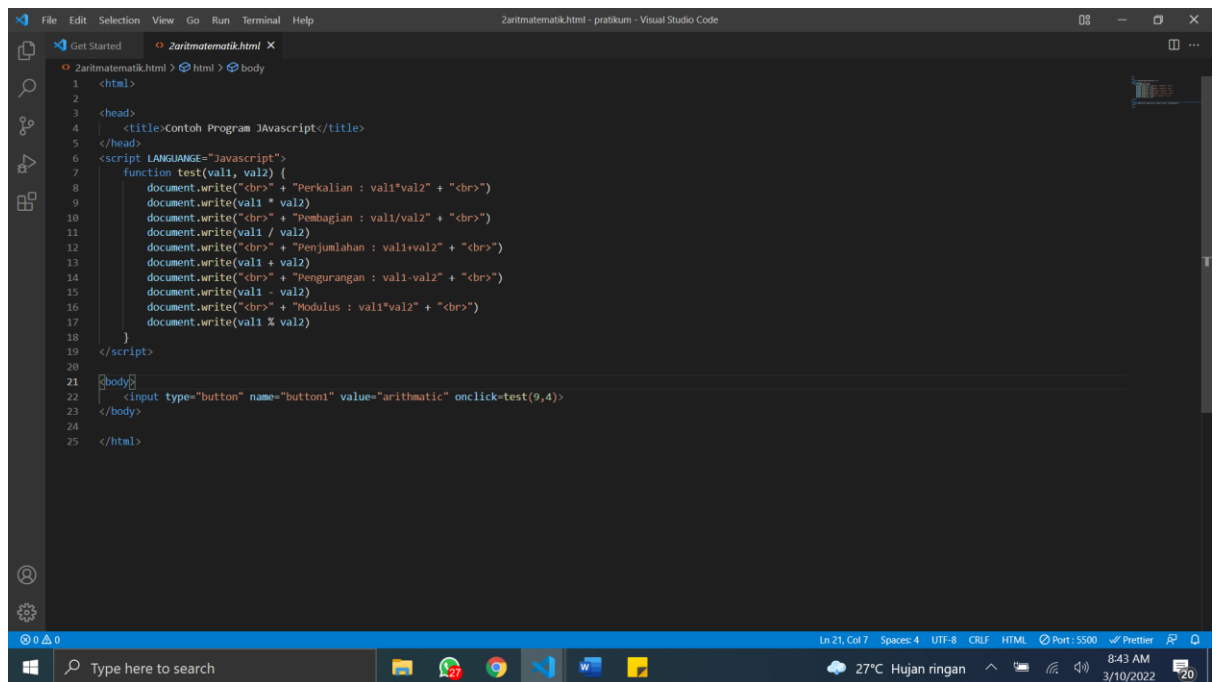 File Edit Selection View Go Run Terminal Help
2aritmatematik.html - pratikum - Visual Studio Code
Get Started
2aritmatematik.html
2aritmatematik.html > html > body
1 <html>
2
3 <head>
4 <title>Contoh Program JAvascript</title>
5 </head>
6 <script LANGUANGE="Javascript">
7 function test(val1, val2) {
8 document.write("<br>" + "Perkalian : val1*val2" + "<br>")
9 document.write(val1 * val2)
10 document.write("<br>" + "Pembagian : val1/val2" + "<br>")
11 document.write(val1 / val2)
12 document.write("<br>" + "Penjumlahan : val1+val2" + "<br>")
13 document.write(val1 + val2)
14 document.write("<br>" + "Pengurangan : val1-val2" + "<br>")
15 document.write(val1 - val2)
16 document.write("<br>" + "Modulus : val1*val2" + "<br>")
17 document.write(val1 % val2)
18 }
19 </script>
20
21 <body>
22 <input type="button" name="button1" value="arithmatic" onclick=test(9,4)>
23 </body>
24
25 </html>
0 0
Ln 21, Col 7 Spaces: 4 UTF-8 CRLF HTML Port : 5500 Prettier
Type here to search
27
W
27°C Hujan ringan
8:43 AM
3/10/2022
20